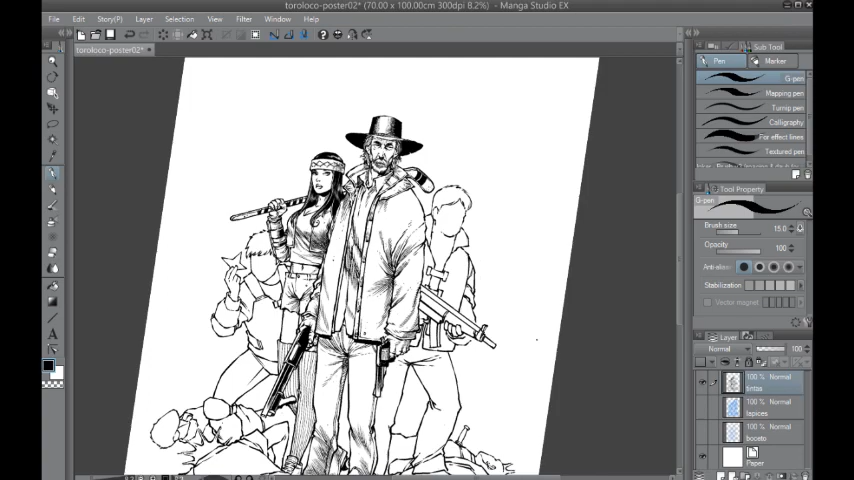 toroloco-poster02* (70.00 x 100.00cm 300dpi 8.2%) - Manga Studio EX
File Edit Story(P) Layer Selection View Filter Window Help
toroloco-poster02*
Sub Tool
Pen Marker
G-pen
Mapping pen
Turnip pen
Calligraphy
For effect lines
Textured pen
Tool Property
G-pen
Brush size 15.0
Opacity 100
Anti-alias
Stabilization
Vector magnet
Layer
Normal 100
100 % Normal
tintas
100 % Normal
lapices
100 % Normal
boceto
Paper